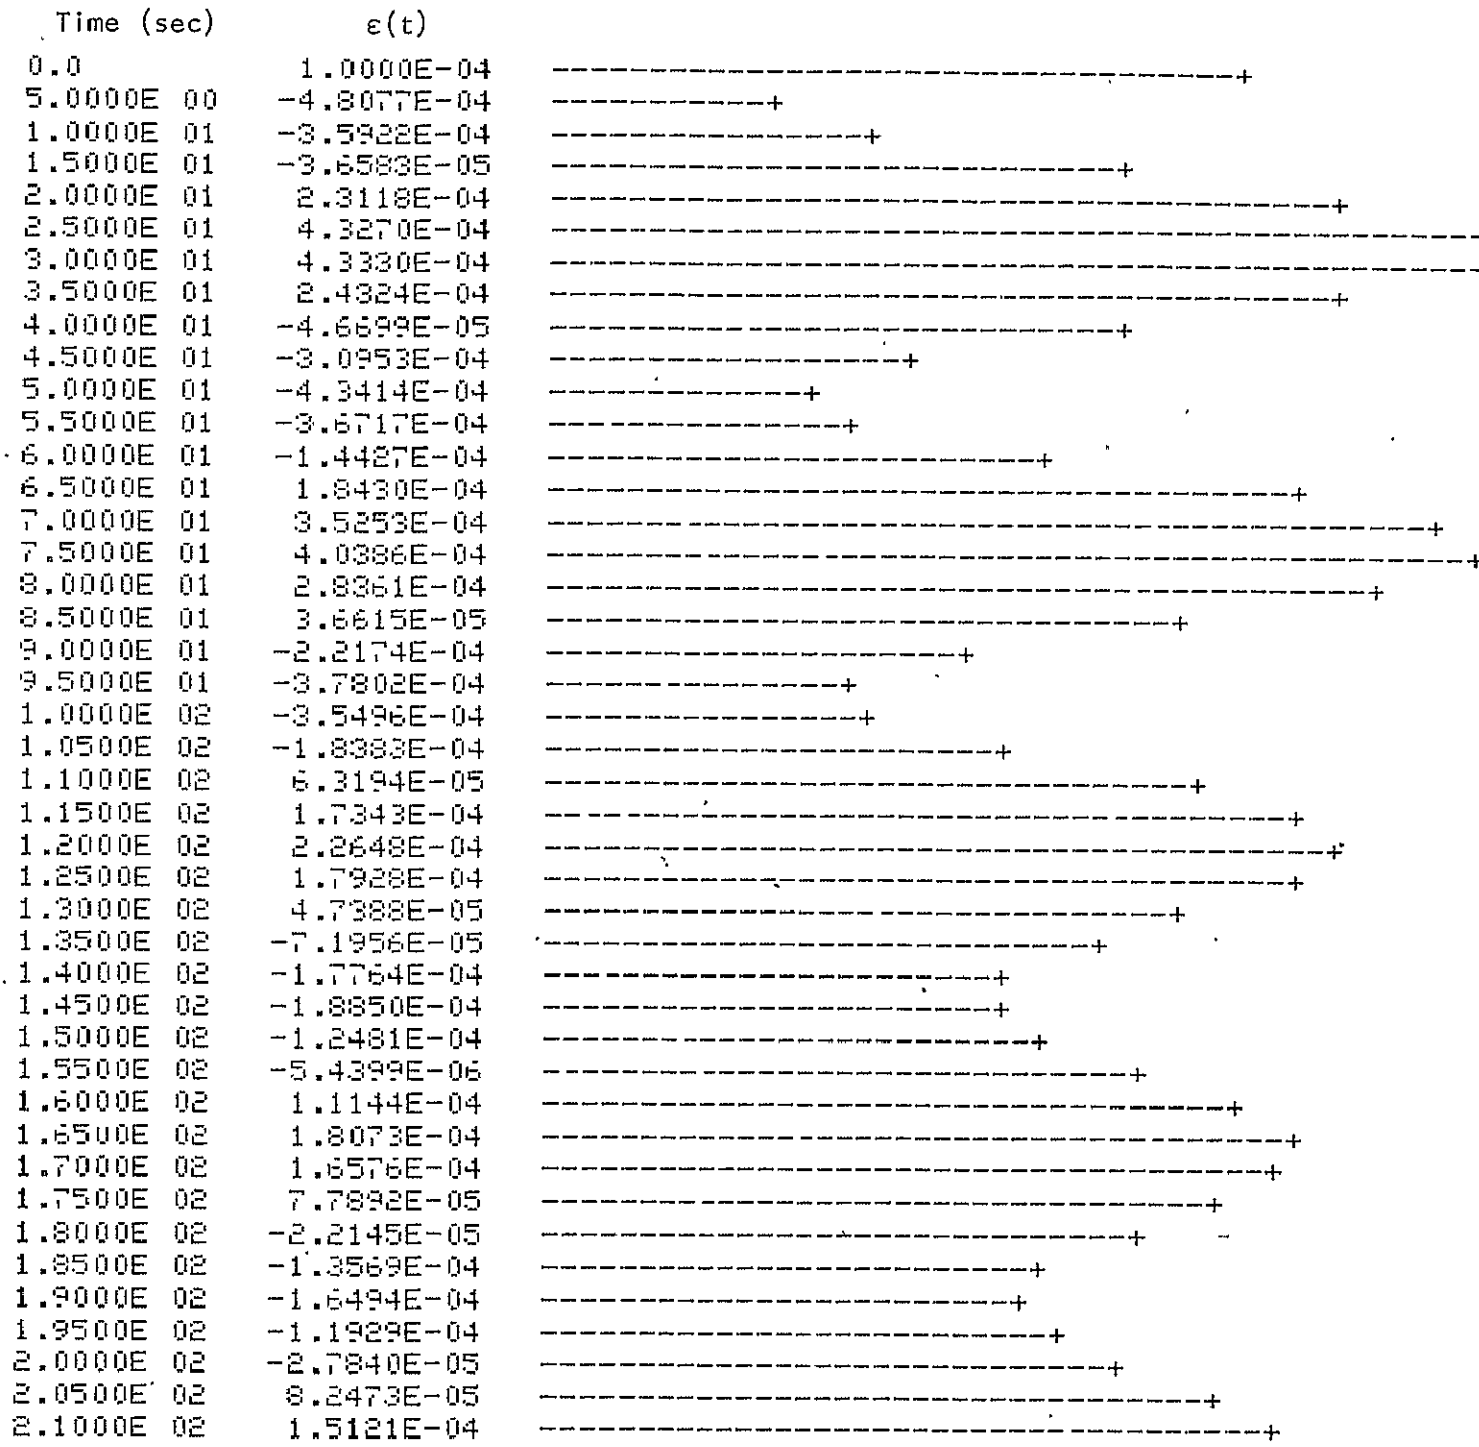 Time (sec) ε(t)
0.0 1.0000E-04
5.0000E 00 -4.8077E-04
1.0000E 01 -3.5922E-04
1.5000E 01 -3.6583E-05
2.0000E 01 2.3118E-04
2.5000E 01 4.3270E-04
3.0000E 01 4.3330E-04
3.5000E 01 2.4324E-04
4.0000E 01 -4.6699E-05
4.5000E 01 -3.0953E-04
5.0000E 01 -4.3414E-04
5.5000E 01 -3.6717E-04
6.0000E 01 -1.4427E-04
6.5000E 01 1.8430E-04
7.0000E 01 3.5253E-04
7.5000E 01 4.0386E-04
8.0000E 01 2.8361E-04
8.5000E 01 3.6615E-05
9.0000E 01 -2.2174E-04
9.5000E 01 -3.7802E-04
1.0000E 02 -3.5496E-04
1.0500E 02 -1.8383E-04
1.1000E 02 6.3194E-05
1.1500E 02 1.7343E-04
1.2000E 02 2.2648E-04
1.2500E 02 1.7928E-04
1.3000E 02 4.7388E-05
1.3500E 02 -7.1956E-05
1.4000E 02 -1.7764E-04
1.4500E 02 -1.8850E-04
1.5000E 02 -1.2481E-04
1.5500E 02 -5.4399E-06
1.6000E 02 1.1144E-04
1.6500E 02 1.8073E-04
1.7000E 02 1.6576E-04
1.7500E 02 7.7892E-05
1.8000E 02 -2.2145E-05
1.8500E 02 -1.3569E-04
1.9000E 02 -1.6494E-04
1.9500E 02 -1.1929E-04
2.0000E 02 -2.7840E-05
2.0500E 02 8.2473E-05
2.1000E 02 1.5121E-04